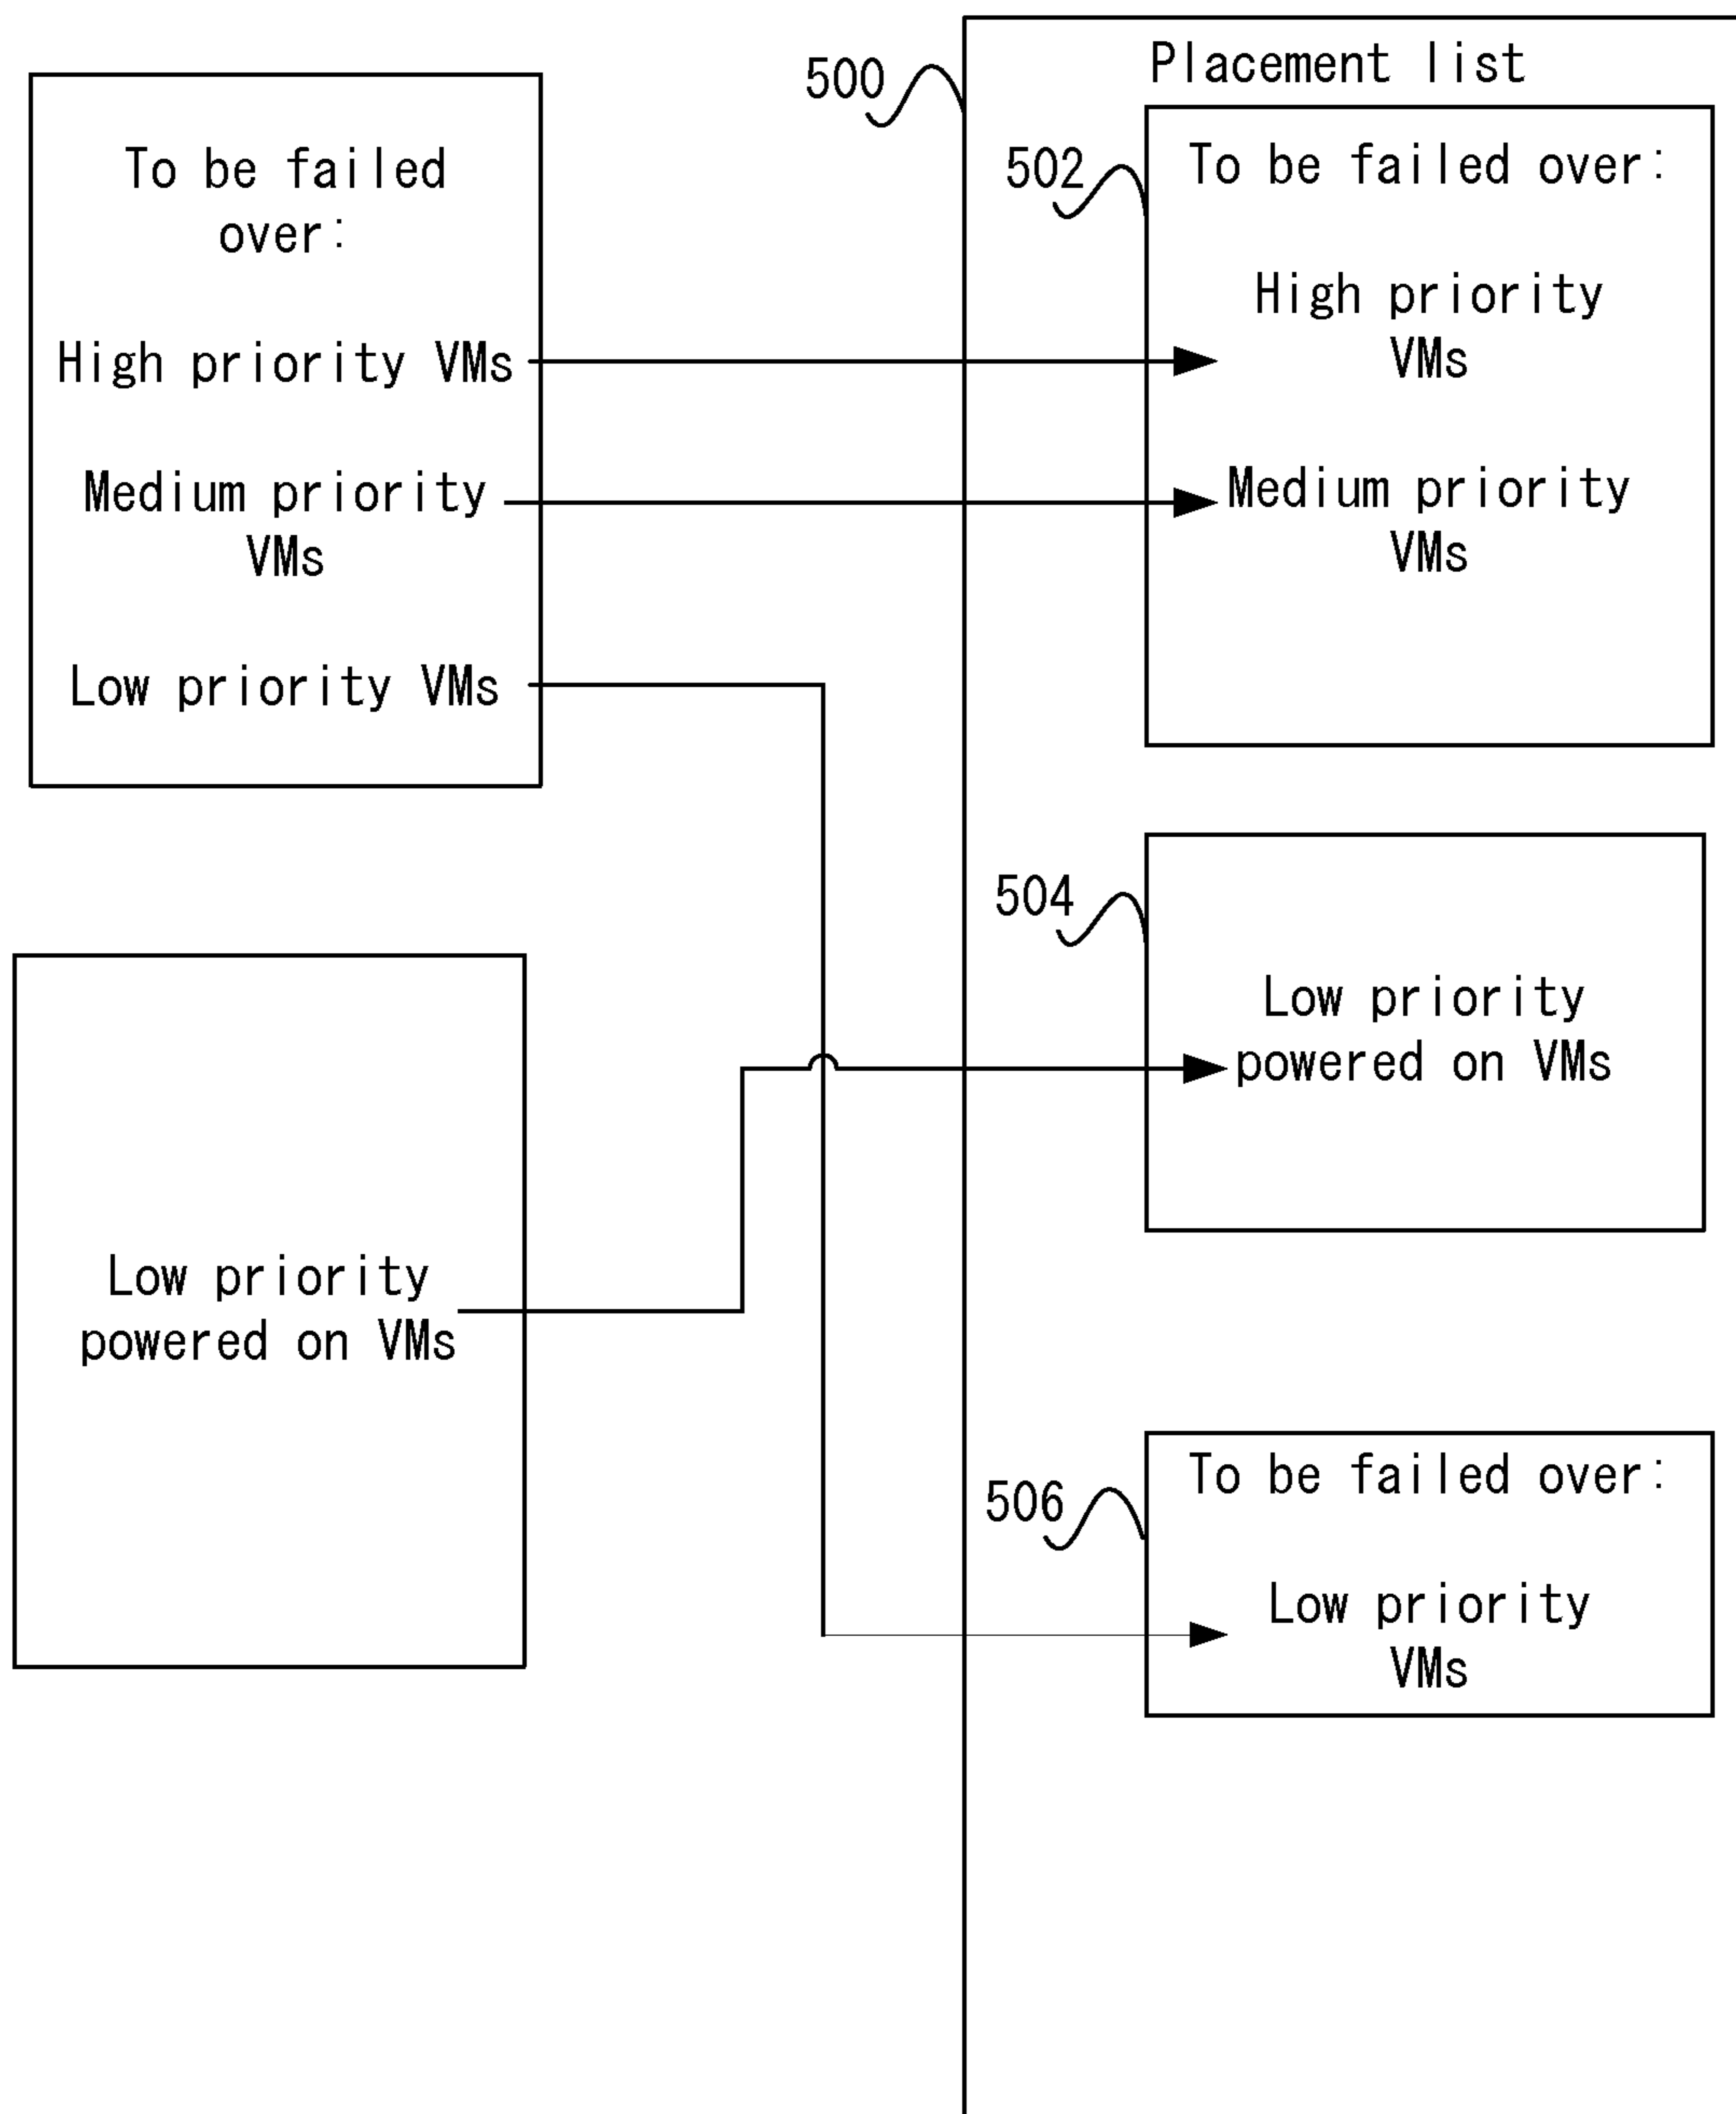 To be failed
over:
High priority VMs
Medium priority
VMs
Low priority VMs
Low priority
powered on VMs
500
Placement list
502
To be failed over:
High priority
VMs
Medium priority
VMs
504
Low priority
powered on VMs
506
To be failed over:
Low priority
VMs